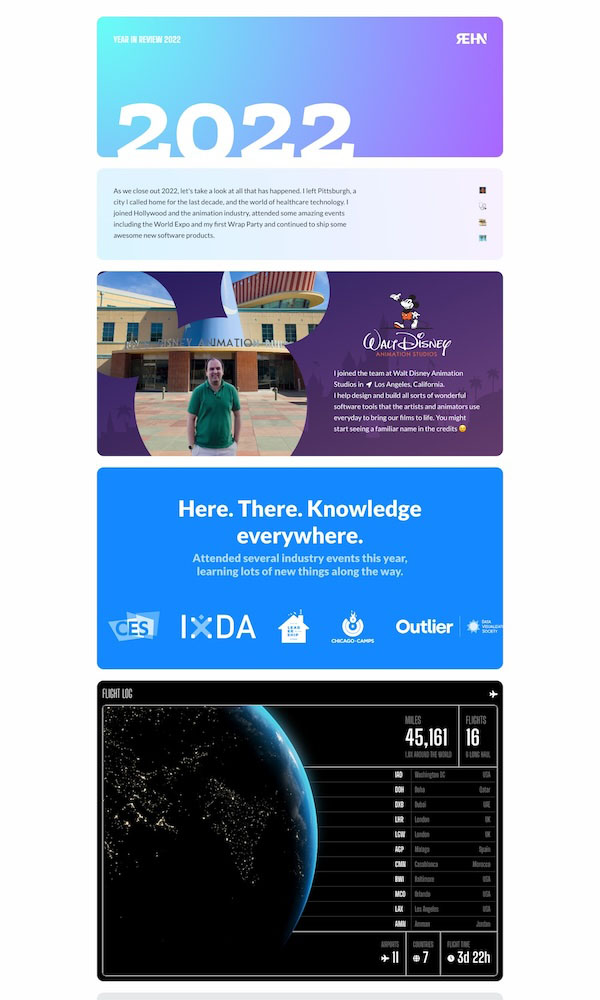 YEAR IN REVIEW 2022
REHN
2022
As we close out 2022, let's take a look at all that has happened. I left Pittsburgh, a
city I called home for the last decade, and the world of healthcare technology. I
joined Hollywood and the animation industry, attended some amazing events
including the World Expo and my first Wrap Party and continued to ship some
awesome new software products.
DISNEY ANIMATION
WALT DISNEY
ANIMATION STUDIOS
I joined the team at Walt Disney Animation
Studios in Los Angeles, California.
I help design and build all sorts of wonderful
software tools that the artists and animators use
everyday to bring our films to life. You might
start seeing a familiar name in the credits
Here. There. Knowledge
everywhere.
Attended several industry events this year,
learning lots of new things along the way.
CES
IXDA
LEAD
ER
SHIP
CHICAGO-CAMPS
Outlier
DATA
VISUALIZATI
SOCIETY
FLIGHT LOG
MILES
45,161
1.8X AROUND THE WORLD
FLIGHTS
16
6 LONG HAUL
IAD Washington DC USA
DOH Doha Qatar
DXB Dubai UAE
LHR London UK
LGW London UK
AGP Malaga Spain
CMN Casablanca Morocco
BWI Baltimore USA
MCO Orlando USA
LAX Los Angeles USA
AMN Amman Jordan
AIRPORTS
11
COUNTRIES
7
FLIGHT TIME
3d 22h